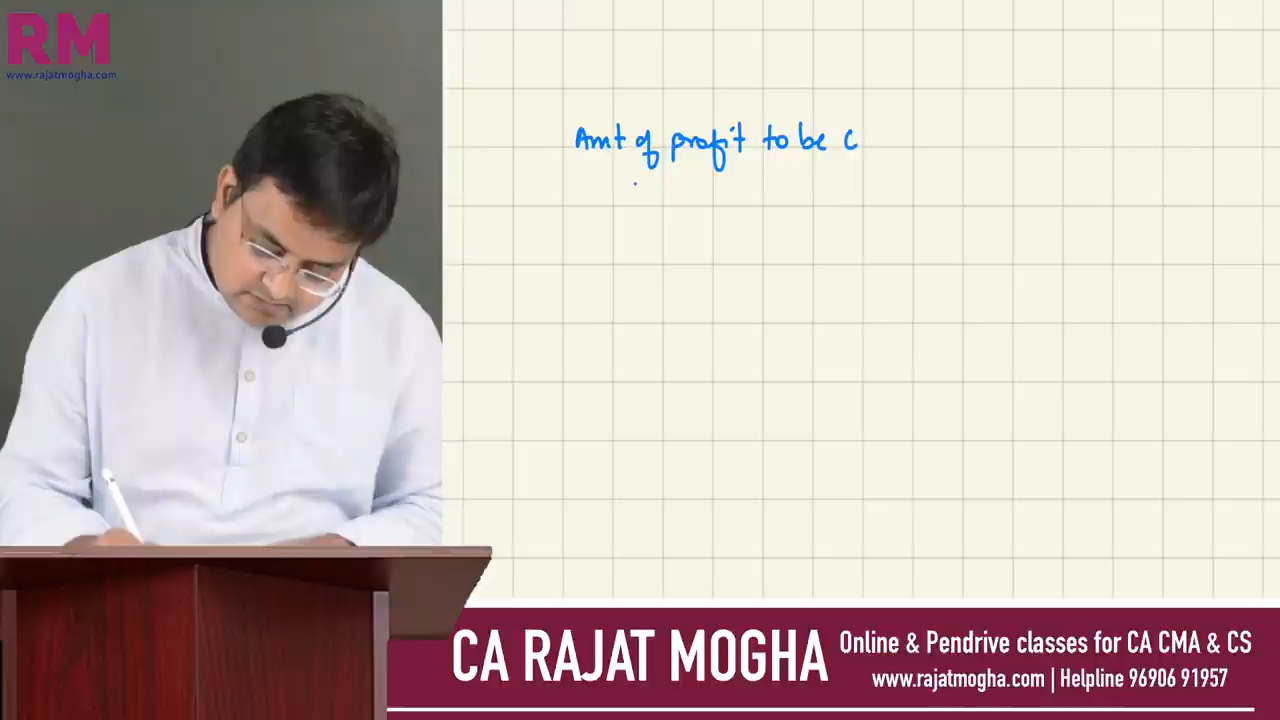 RM
www.rajatmogha.com
Amt of profit to be C
CA RAJAT MOGHA
Online & Pendrive classes for CA CMA & CS
www.rajatmogha.com | Helpline 96906 91957